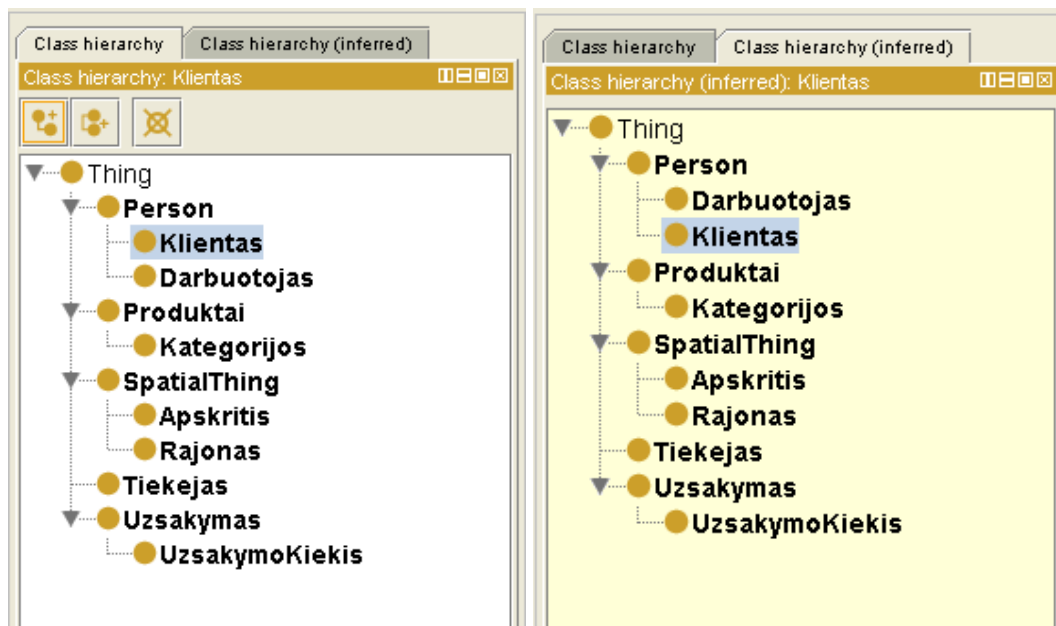 Class hierarchy
Class hierarchy (inferred)
Class hierarchy: Klientas
Thing
Person
Klientas
Darbuotojas
Produktai
Kategorijos
SpatialThing
Apskritis
Rajonas
Tiekejas
Uzsakymas
UzsakymoKiekis
Class hierarchy
Class hierarchy (inferred)
Class hierarchy (inferred): Klientas
Thing
Person
Darbuotojas
Klientas
Produktai
Kategorijos
SpatialThing
Apskritis
Rajonas
Tiekejas
Uzsakymas
UzsakymoKiekis